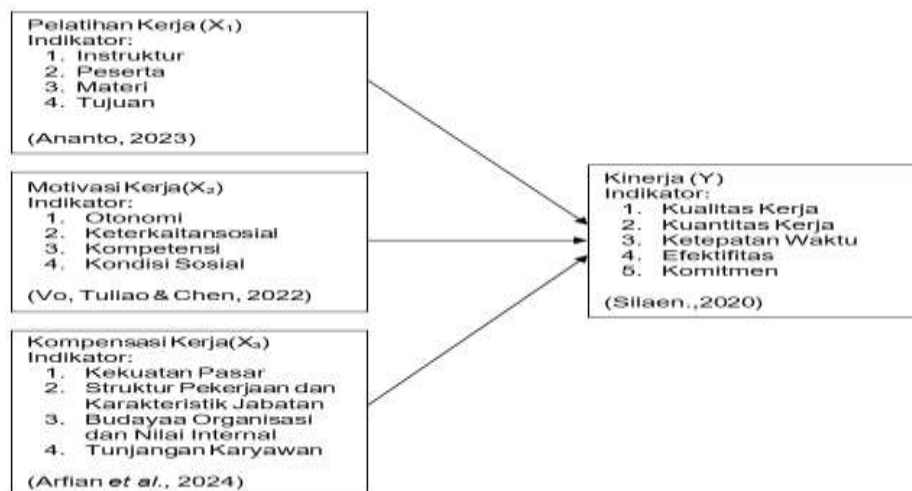 Pelatihan Kerja (X₁)
Indikator:
1. Instruktur
2. Peserta
3. Materi
4. Tujuan
(Ananto, 2023)
Motivasi Kerja(X₂)
Indikator:
1. Otonomi
2. Keterkaitansosial
3. Kompetensi
4. Kondisi Sosial
(Vo, Tuliao & Chen, 2022)
Kompensasi Kerja(X₃)
Indikator:
1. Kekuatan Pasar
2. Struktur Pekerjaan dan
Karakteristik Jabatan
3. Budayaa Organisasi
dan Nilai Internal
4. Tunjangan Karyawan
(Arfian et al., 2024)
Kinerja (Y)
Indikator:
1. Kualitas Kerja
2. Kuantitas Kerja
3. Ketepatan Waktu
4. Efektifitas
5. Komitmen
(Silaen.,2020)